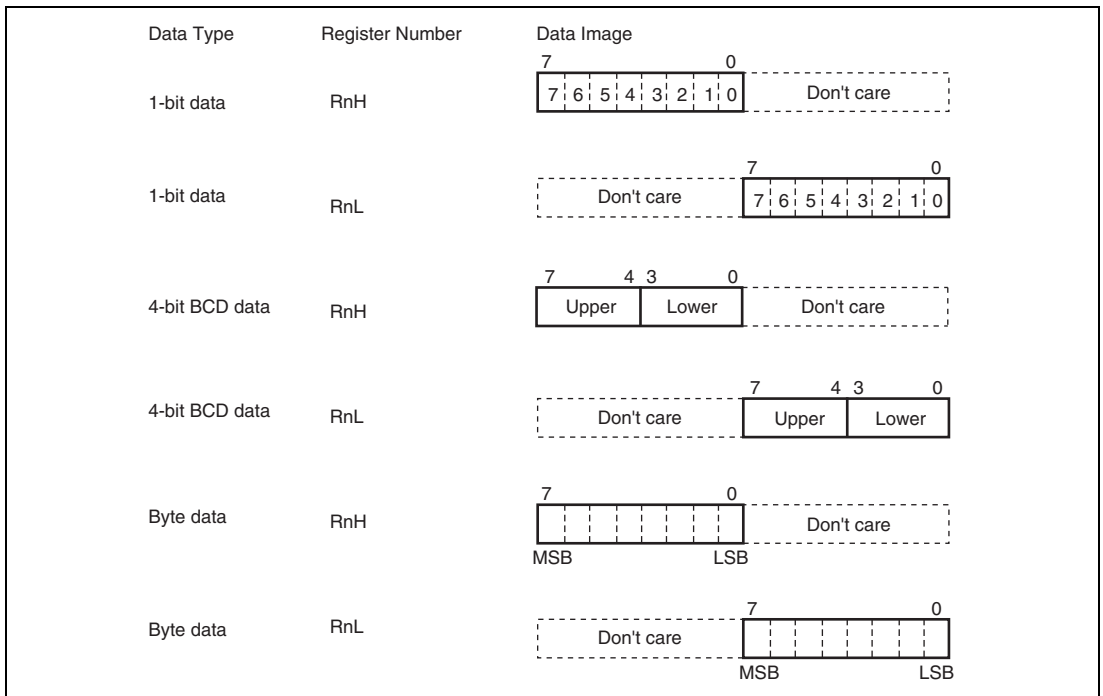 Data Type Register Number Data Image
7 0
1-bit data RnH 7 6 5 4 3 2 1 0 Don't care
7 0
1-bit data RnL Don't care 7 6 5 4 3 2 1 0
7 4 3 0
4-bit BCD data RnH Upper Lower Don't care
7 4 3 0
4-bit BCD data RnL Don't care Upper Lower
7 0
Byte data RnH Don't care
MSB LSB
7 0
Byte data RnL Don't care
MSB LSB